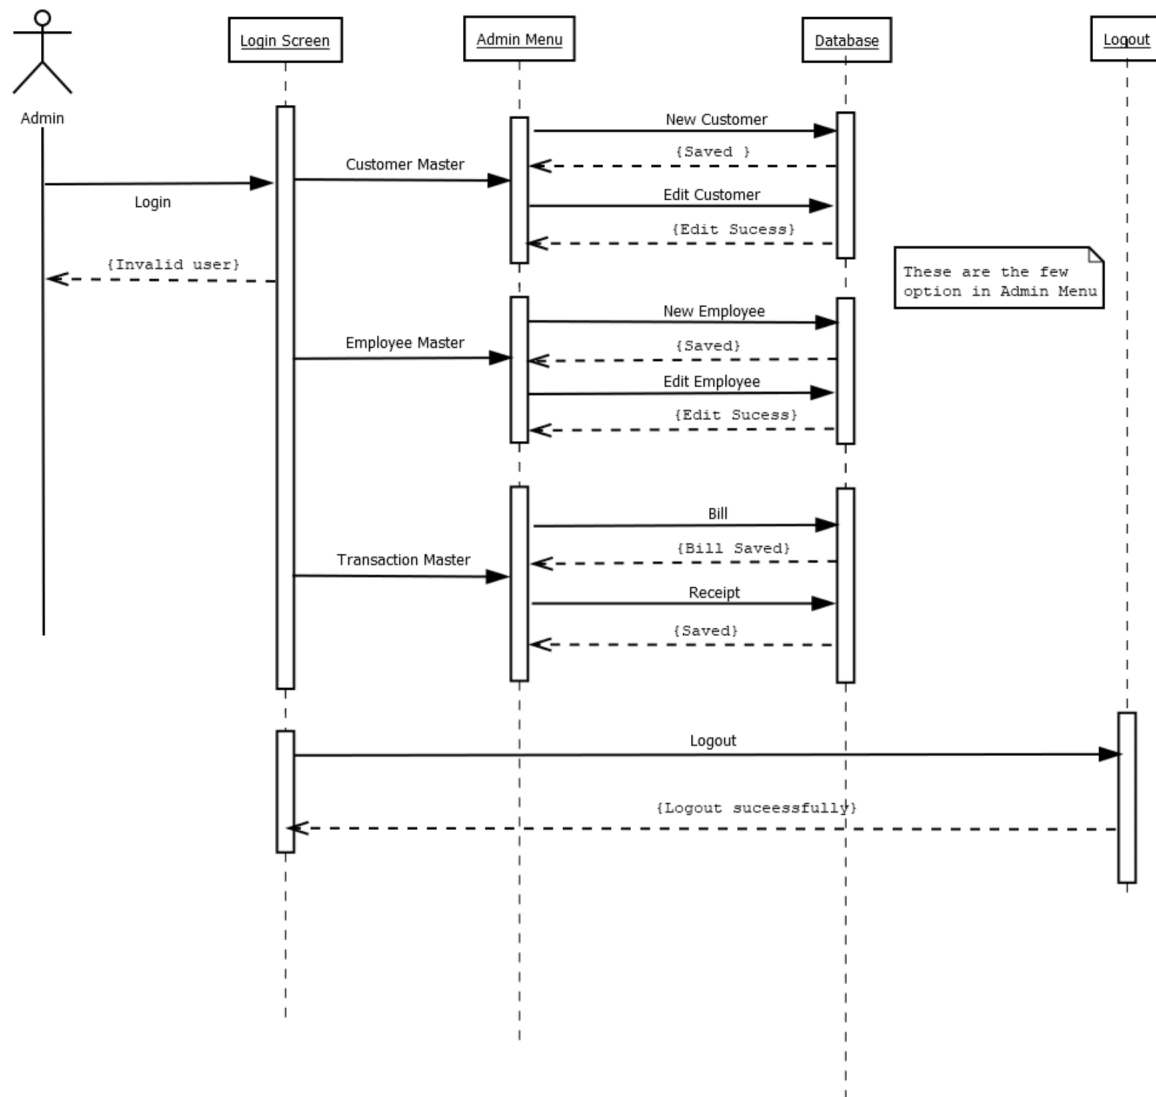 Login Screen
Admin Menu
Database
Logout
Admin
New Customer
{Saved }
Customer Master
Edit Customer
Login
{Edit Sucess}
{Invalid user}
These are the few
option in Admin Menu
New Employee
Employee Master
{Saved}
Edit Employee
{Edit Sucess}
Bill
{Bill Saved}
Transaction Master
Receipt
{Saved}
Logout
{Logout suceessfully}